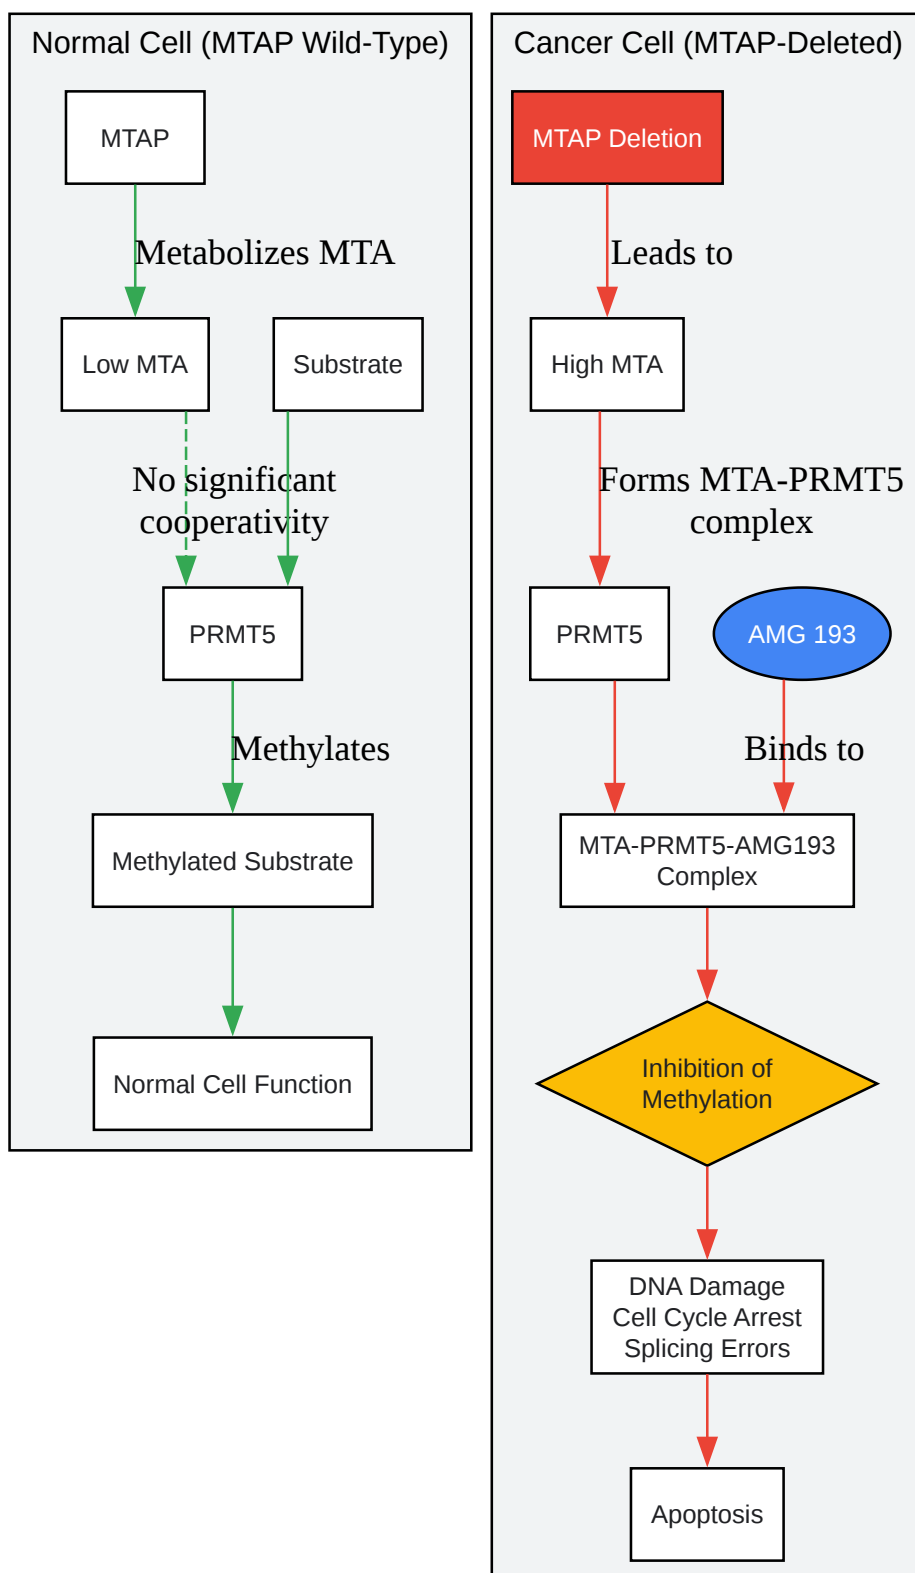 Normal Cell (MTAP Wild-Type)
MTAP
Metabolizes MTA
Low MTA
Substrate
No significant
cooperativity
PRMT5
Methylates
Methylated Substrate
Normal Cell Function
Cancer Cell (MTAP-Deleted)
MTAP Deletion
Leads to
High MTA
Forms MTA-PRMT5
complex
PRMT5
AMG 193
Binds to
MTA-PRMT5-AMG193
Complex
Inhibition of
Methylation
DNA Damage
Cell Cycle Arrest
Splicing Errors
Apoptosis